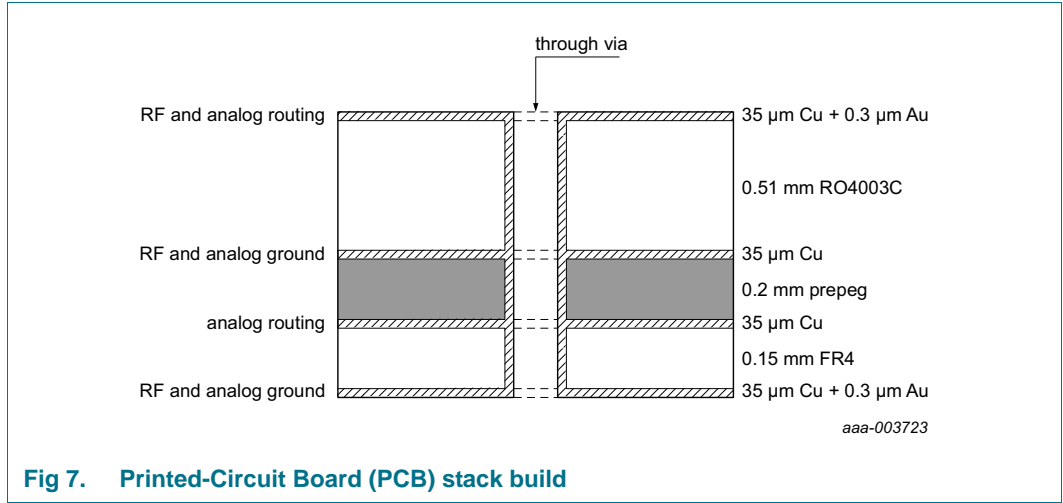 through via
RF and analog routing
35 μm Cu + 0.3 μm Au
0.51 mm RO4003C
RF and analog ground
35 μm Cu
0.2 mm prepeg
analog routing
35 μm Cu
0.15 mm FR4
RF and analog ground
35 μm Cu + 0.3 μm Au
aaa-003723
Fig 7. Printed-Circuit Board (PCB) stack build